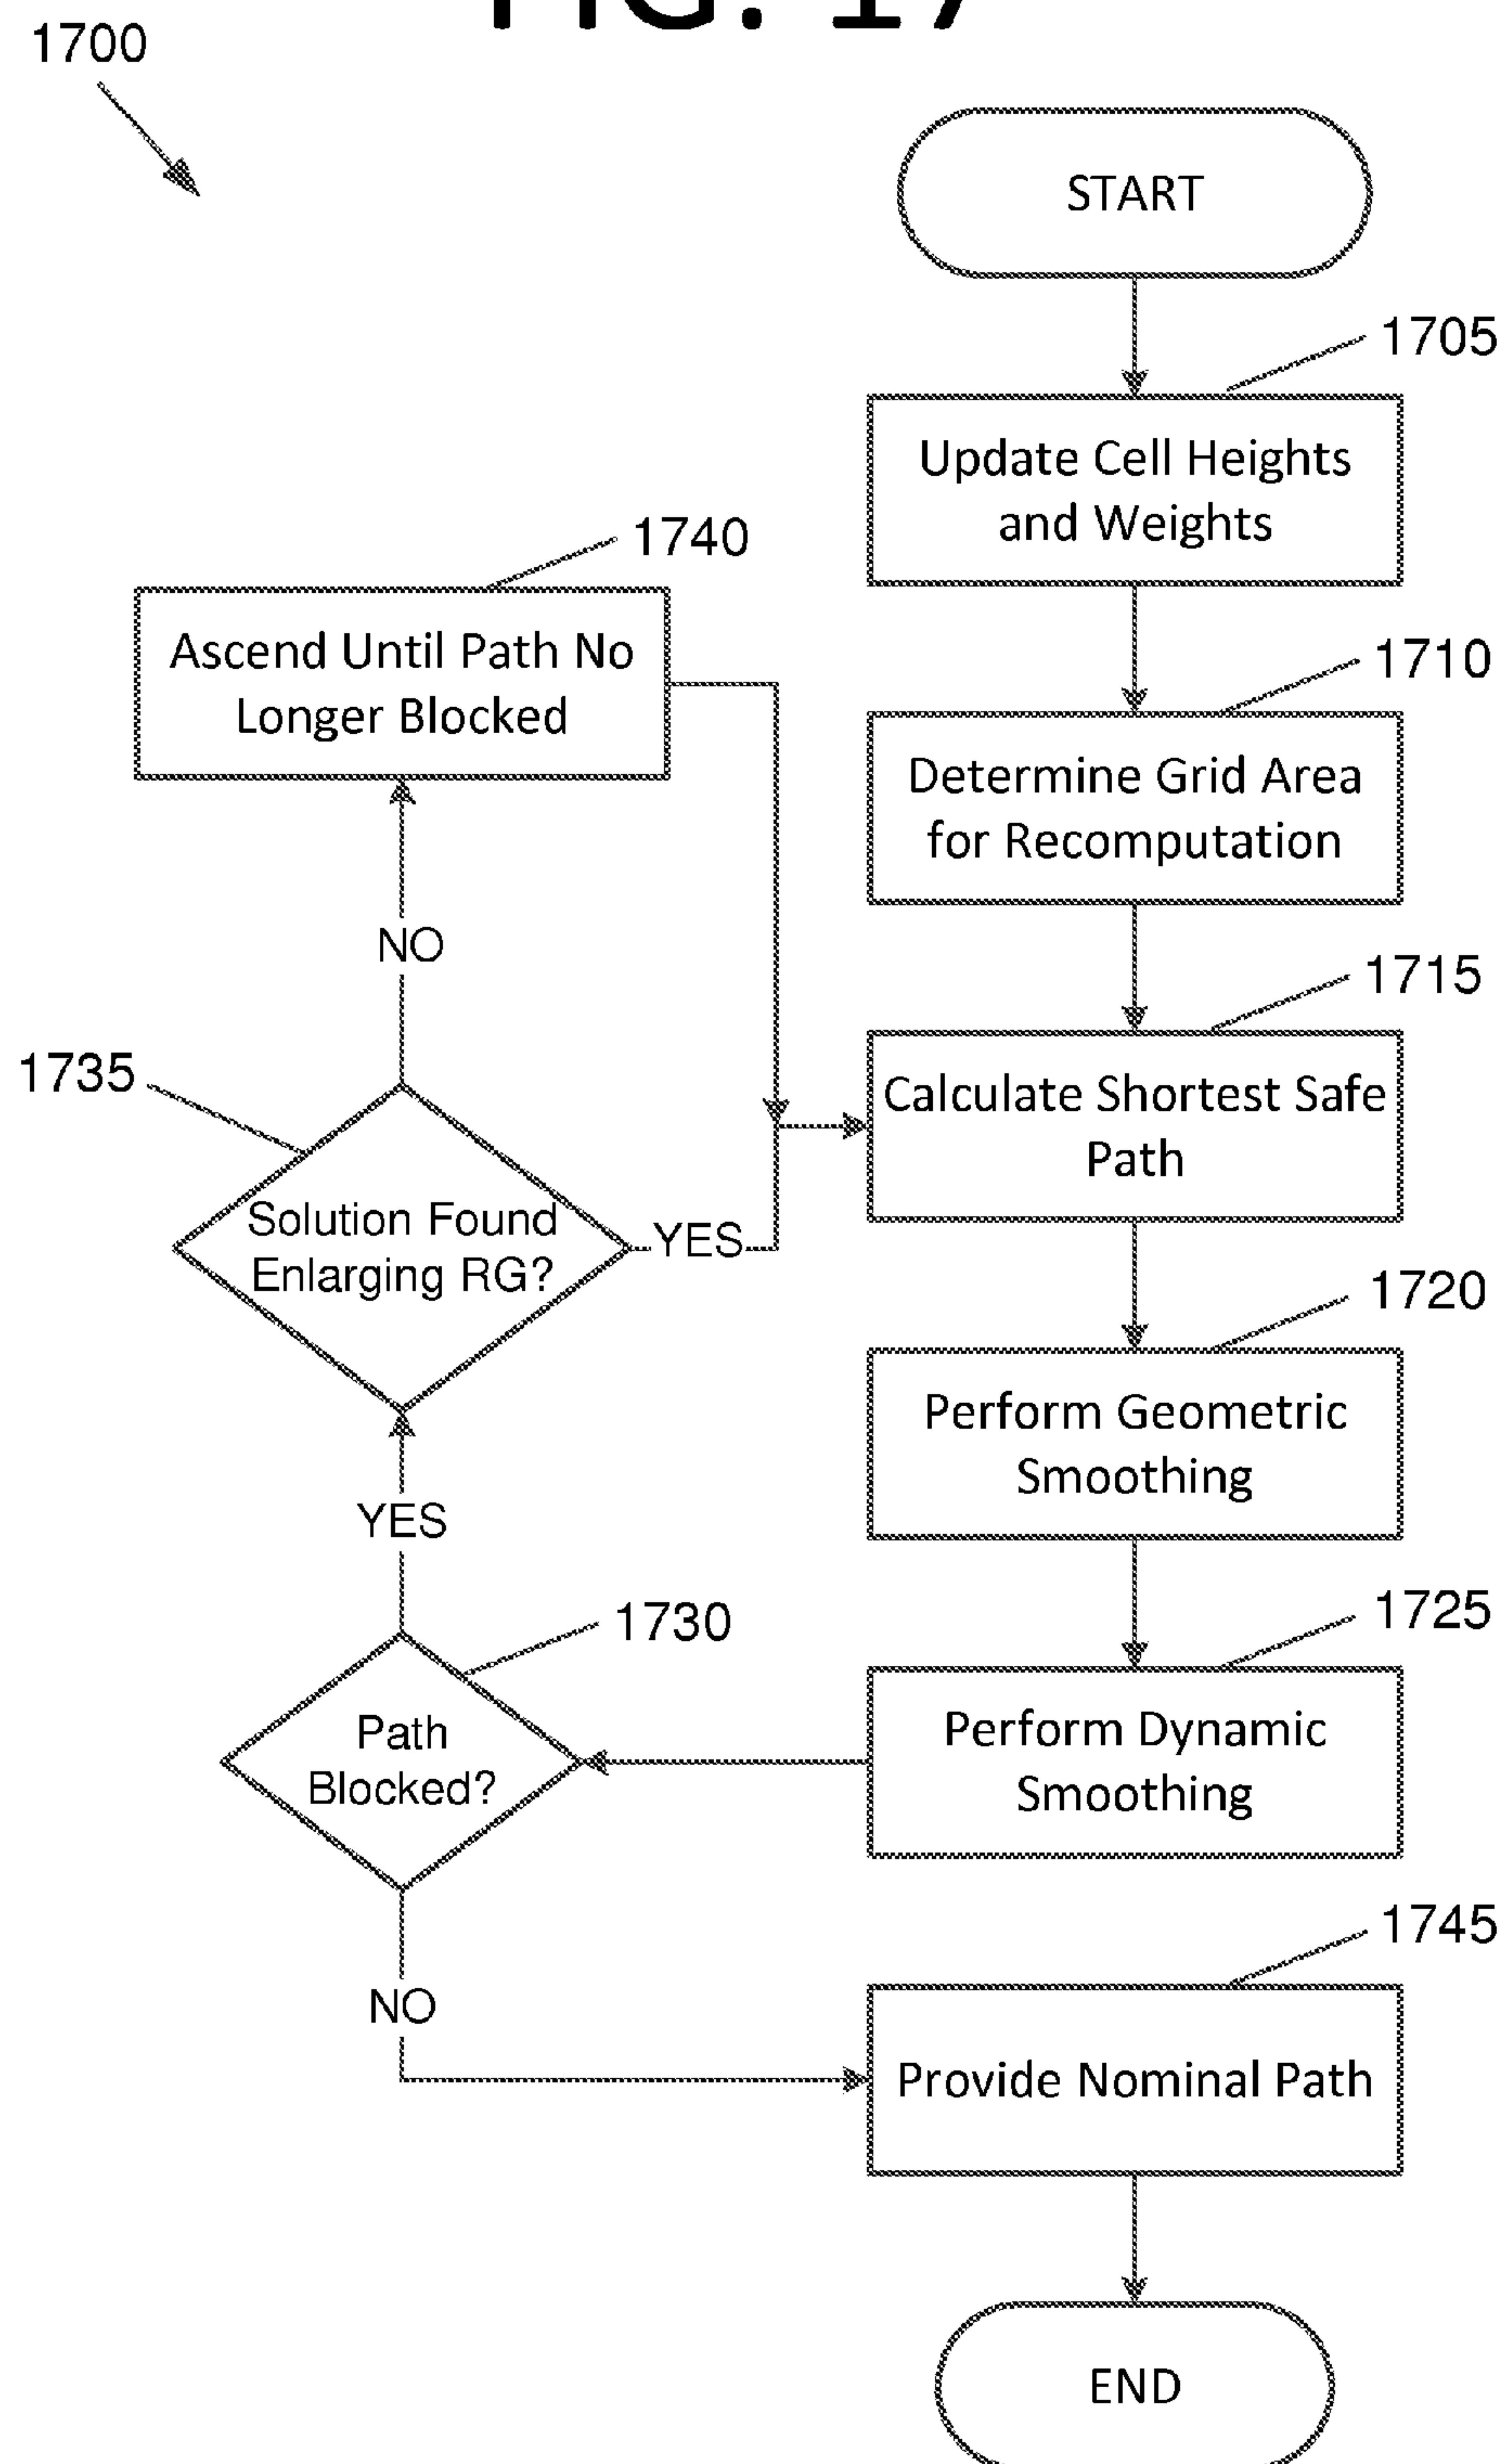 FIG. 17
1700
START
1705
Update Cell Heights
and Weights
1740
Ascend Until Path No
Longer Blocked
1710
Determine Grid Area
for Recomputation
NO
1715
Calculate Shortest Safe
Path
1735
Solution Found
Enlarging RG?
YES
1720
Perform Geometric
Smoothing
YES
1725
Perform Dynamic
Smoothing
1730
Path
Blocked?
NO
1745
Provide Nominal Path
END